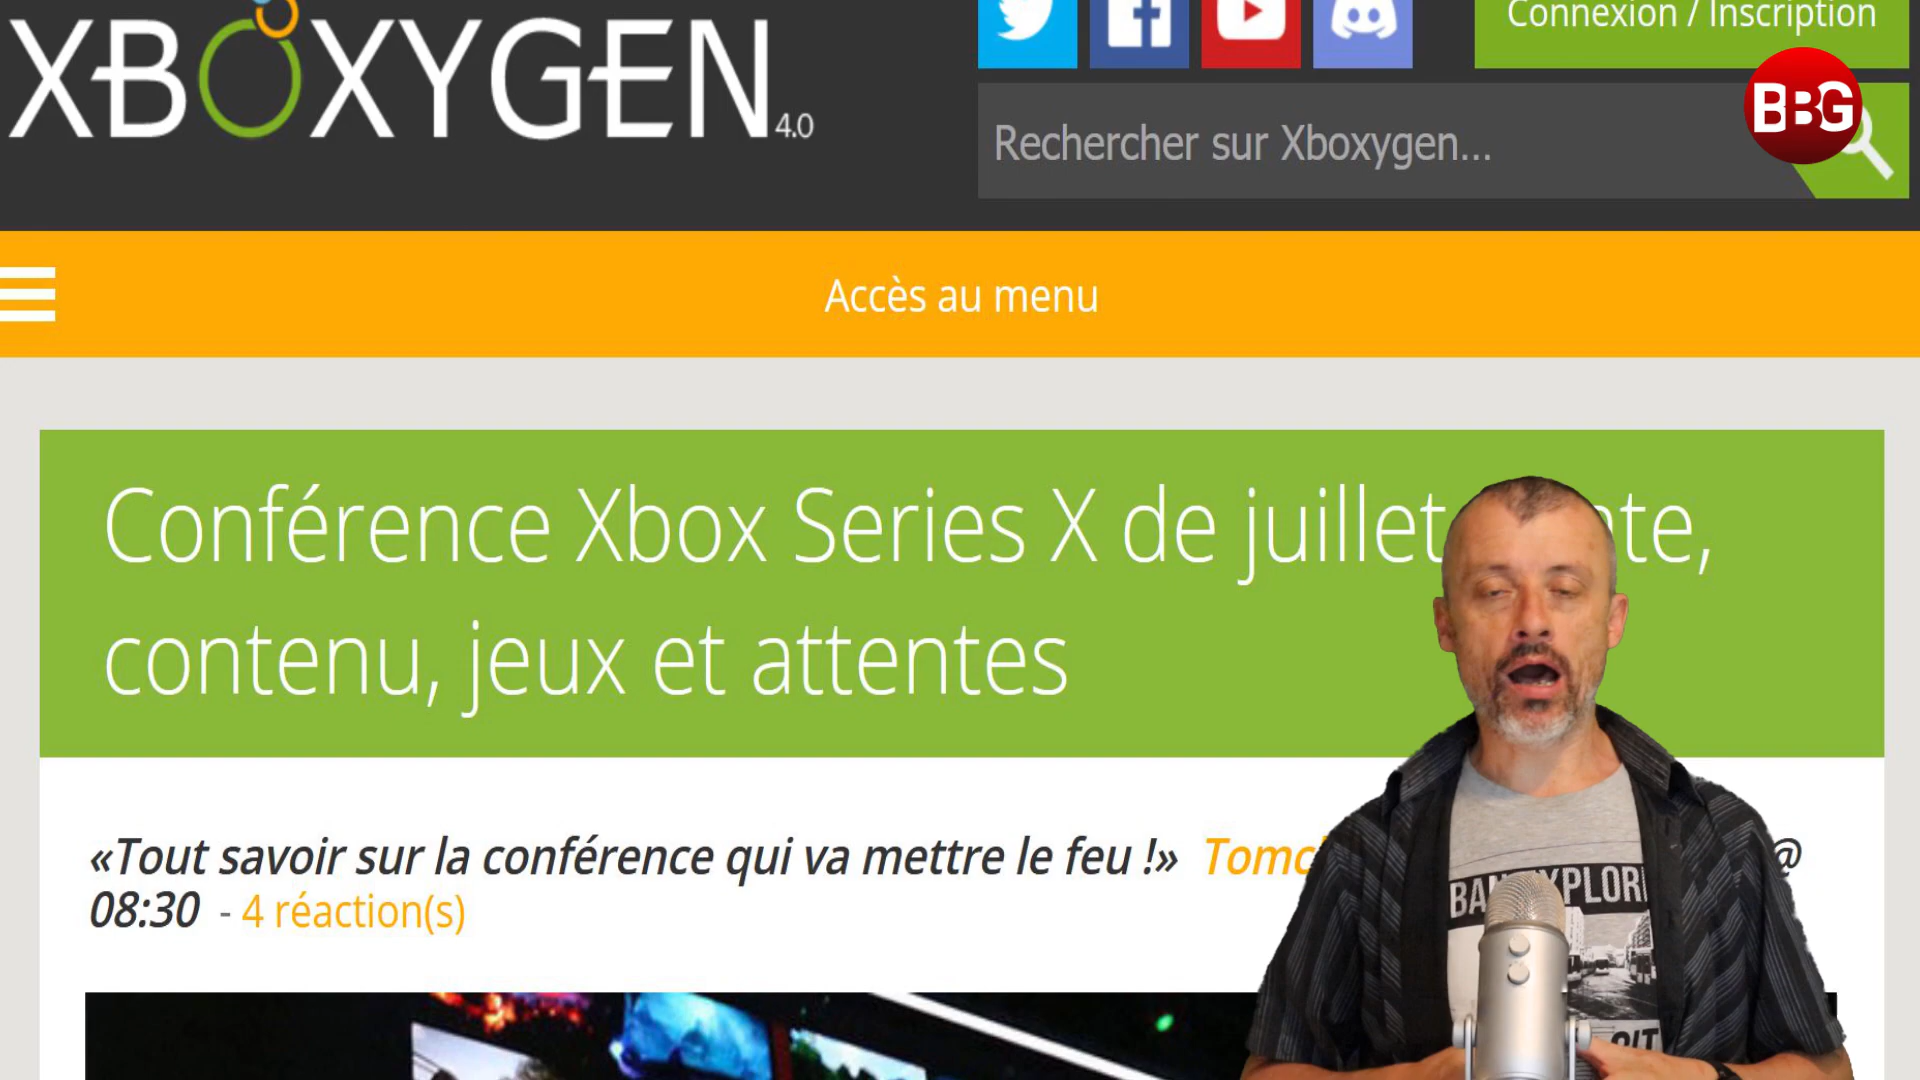 XBOXYGEN 4.0
Connexion / Inscription
BBG
Rechercher sur Xboxygen...
Accès au menu
Conférence Xbox Series X de juillet
contenu, jeux et attentes
«Tout savoir sur la conférence qui va mettre le feu !» @
08:30 - 4 réaction(s)